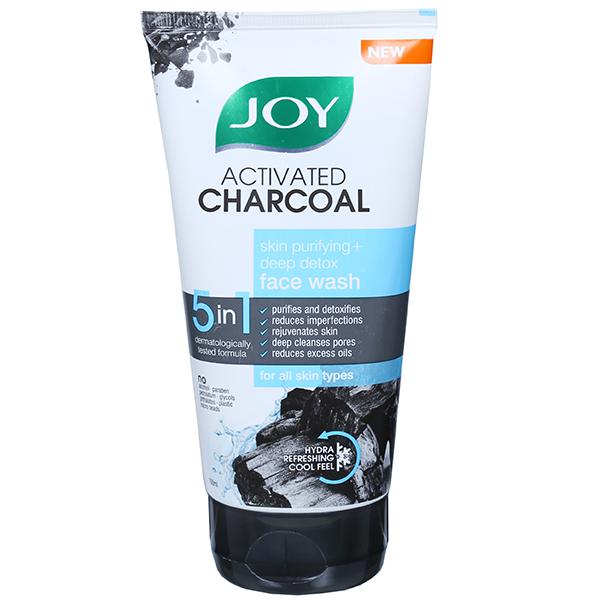 NEW
JOY
ACTIVATED
CHARCOAL
skin purifying+
deep detox
face wash
5 in 1
dermatologically
tested formula
✓ purifies and detoxifies
✓ reduces imperfections
✓ rejuvenates skin
✓ deep cleanses pores
✓ reduces excess oils
for all skin types
no
alcohol · paraben
HYDRA
REFRESHING
COOL FEEL